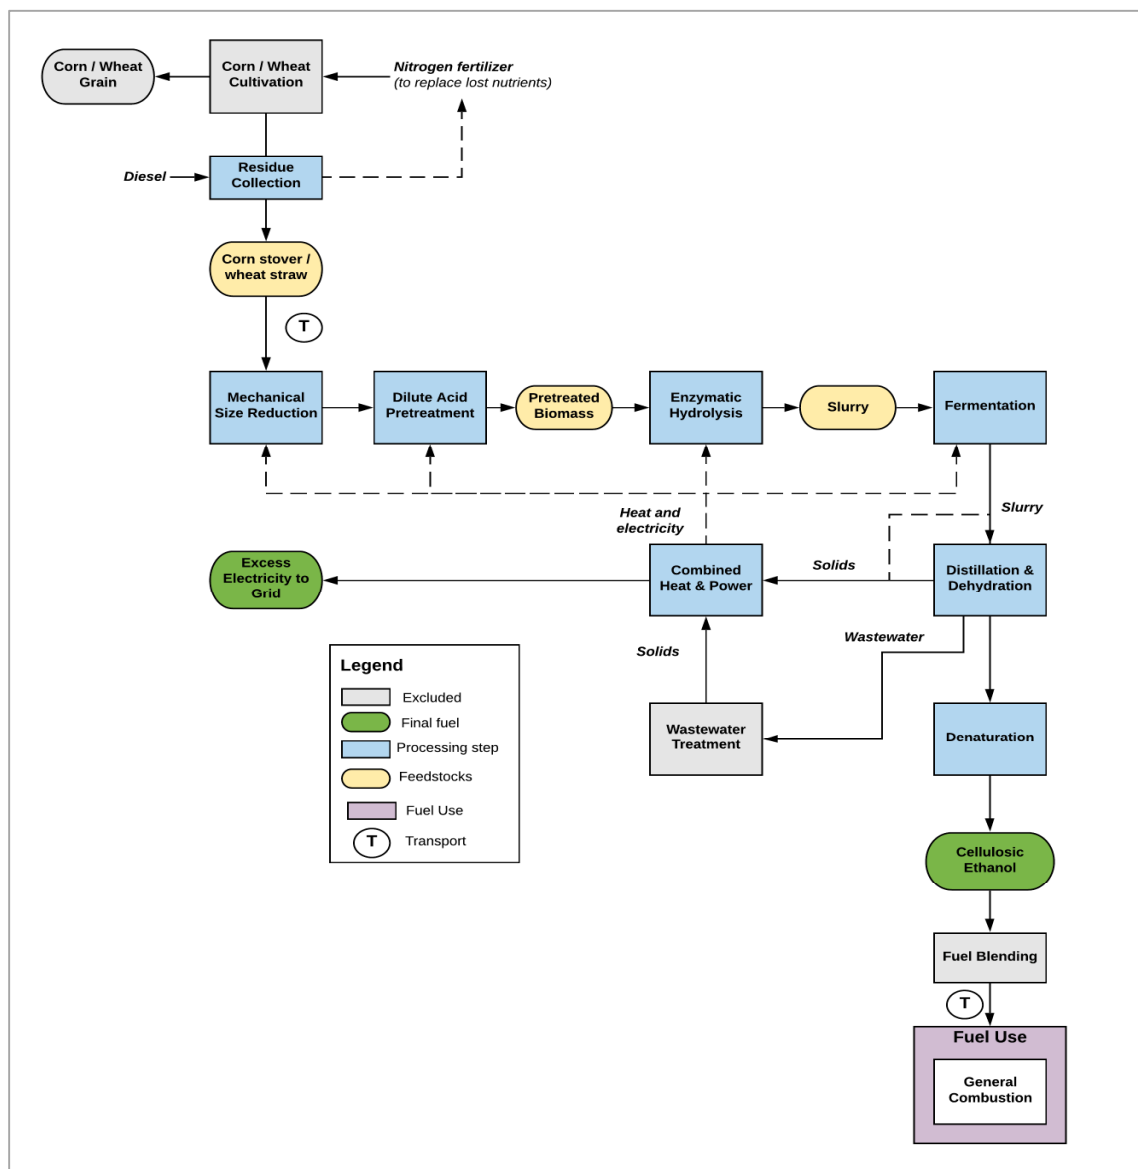 Corn / Wheat
Grain
Corn / Wheat
Cultivation
Nitrogen fertilizer
(to replace lost nutrients)
Diesel
Residue
Collection
Corn stover /
wheat straw
T
Mechanical
Size Reduction
Dilute Acid
Pretreatment
Pretreated
Biomass
Enzymatic
Hydrolysis
Slurry
Fermentation
Heat and
electricity
Slurry
Excess
Electricity to
Grid
Combined
Heat & Power
Solids
Distillation &
Dehydration
Solids
Wastewater
Wastewater
Treatment
Denaturation
Legend
Excluded
Final fuel
Processing step
Feedstocks
Fuel Use
T
Transport
Cellulosic
Ethanol
Fuel Blending
T
Fuel Use
General
Combustion